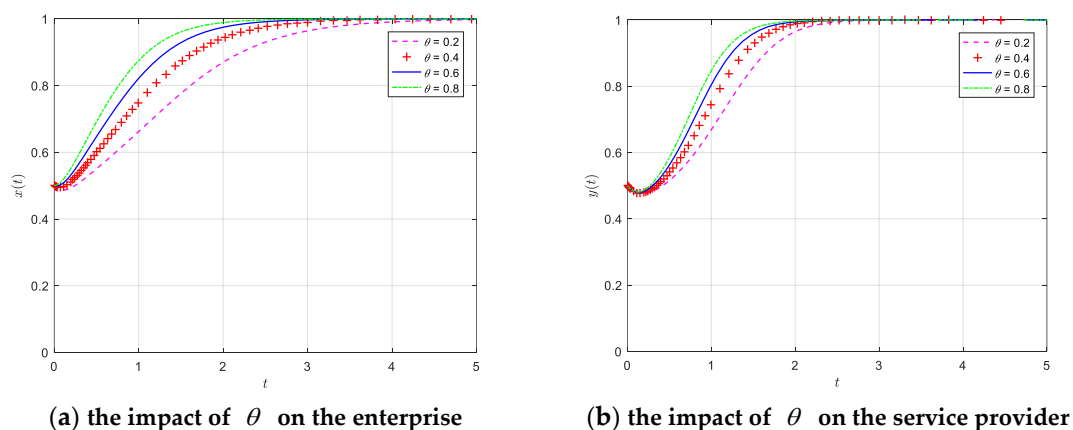 1
0.8
0.6
0.4
0.2
0
x(t)
0 1 2 3 4 5
t
θ = 0.2
θ = 0.4
θ = 0.6
θ = 0.8
(a) the impact of θ on the enterprise
1
0.8
0.6
0.4
0.2
0
y(t)
0 1 2 3 4 5
t
θ = 0.2
θ = 0.4
θ = 0.6
θ = 0.8
(b) the impact of θ on the service provider